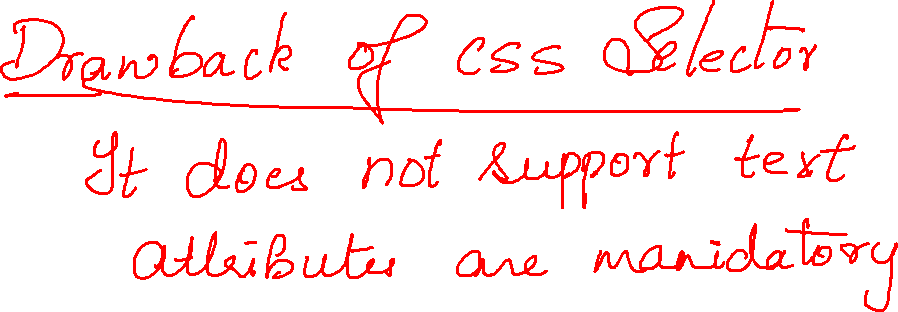 Drawback of css Selector
It does not support text
attributes are manidatory